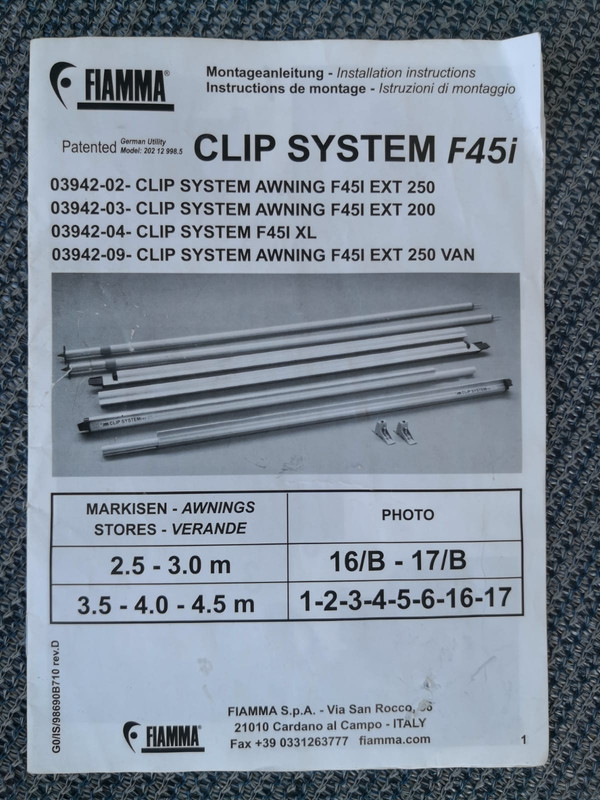 FIAMMA®
Montageanleitung - Installation instructions
Instructions de montage - Istruzioni di montaggio
Patented German Utility Model: 202 12 998.5
CLIP SYSTEM F45i
03942-02- CLIP SYSTEM AWNING F45I EXT 250
03942-03- CLIP SYSTEM AWNING F45I EXT 200
03942-04- CLIP SYSTEM F45I XL
03942-09- CLIP SYSTEM AWNING F45I EXT 250 VAN
CLIP SYSTEM
MARKISEN - AWNINGS
STORES - VERANDE
PHOTO
2.5 - 3.0 m
16/B - 17/B
3.5 - 4.0 - 4.5 m
1-2-3-4-5-6-16-17
G0/IS/98690B710 rev.D
FIAMMA®
FIAMMA S.p.A. - Via San Rocco,
21010 Cardano al Campo - ITALY
Fax +39 0331263777 fiamma.com
1